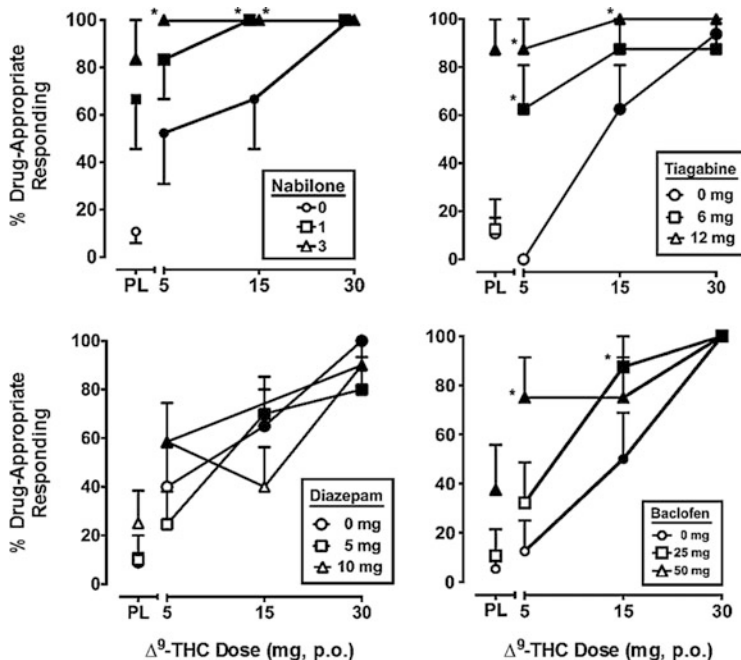 % Drug-Appropriate
Responding
100
80
60
40
20
0
* * *
PL 5 15 30
Nabilone
0
1
3
100
80
60
40
20
0
* *
*
PL 5 15 30
Tiagabine
0 mg
6 mg
12 mg
% Drug-Appropriate
Responding
100
80
60
40
20
0
PL 5 15 30
Diazepam
0 mg
5 mg
10 mg
Δ⁹-THC Dose (mg, p.o.)
100
80
60
40
20
0
*
*
PL 5 15 30
Baclofen
0 mg
25 mg
50 mg
Δ⁹-THC Dose (mg, p.o.)